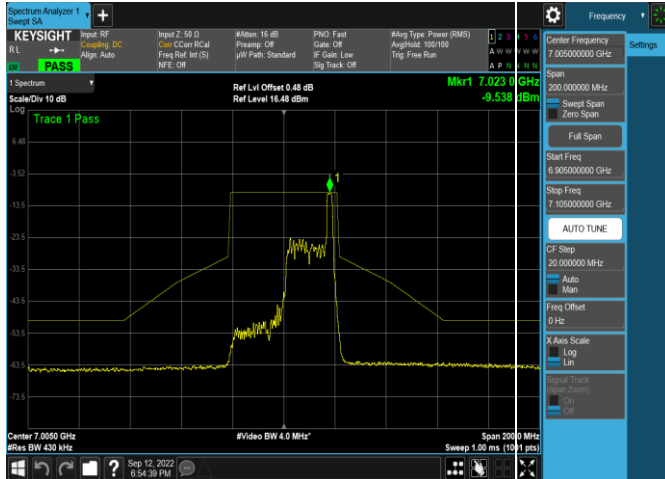 Spectrum Analyzer 1
Swept SA
KEYSIGHT
RL
PASS
Input: RF
Coupling: DC
Align: Auto
Input Z: 50 Ω
Corr CCorr RCal
Freq Ref: Int (S)
NFE: Off
#Atten: 16 dB
Preamp: Off
µW Path: Standard
PNO: Fast
Gate: Off
IF Gain: Low
Sig Track: Off
#Avg Type: Power (RMS)
Avg|Hold: 100/100
Trig: Free Run
1 2 3 4 5 6
A W W W W W
A P N N N N
1 Spectrum
Scale/Div 10 dB
Log
Ref Lvl Offset 0.48 dB
Ref Level 16.48 dBm
Mkr1 7.023 0 GHz
-9.538 dBm
Trace 1 Pass
1
6.48
-3.52
-13.5
-23.5
-33.5
-43.5
-53.5
-63.5
-73.5
Center 7.0050 GHz
#Res BW 430 kHz
#Video BW 4.0 MHz*
Span 200.0 MHz
Sweep 1.00 ms (1001 pts)
Sep 12, 2022
6:54:39 PM
Frequency
Settings
Center Frequency
7.005000000 GHz
Span
200.000000 MHz
Swept Span
Zero Span
Full Span
Start Freq
6.905000000 GHz
Stop Freq
7.105000000 GHz
AUTO TUNE
CF Step
20.000000 MHz
Auto
Man
Freq Offset
0 Hz
X Axis Scale
Log
Lin
Signal Track
(Span Zoom)
On
Off